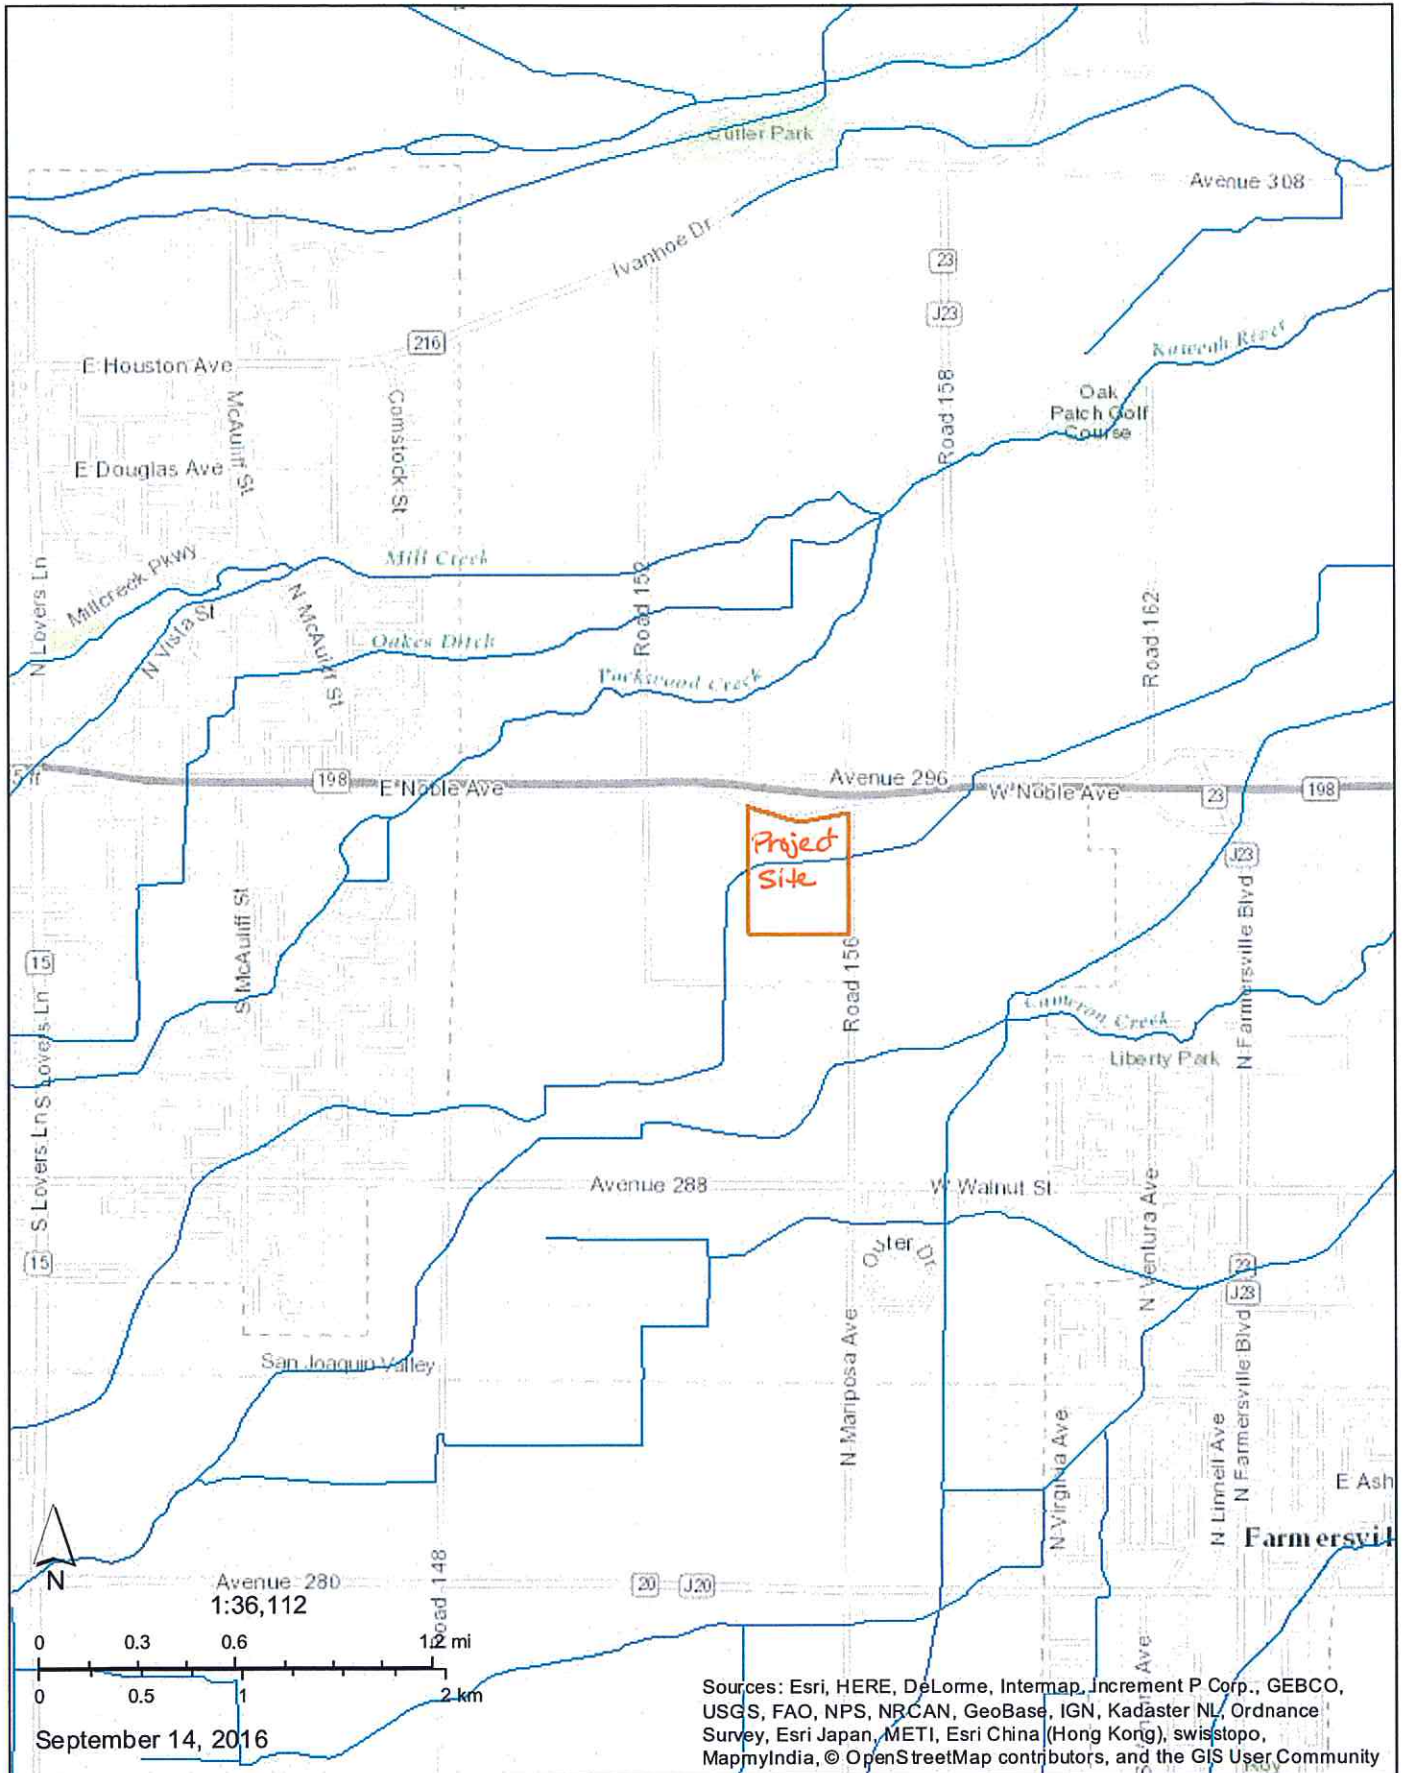 Cutler Park
Avenue 308
Ivanhoe Dr
23
J23
216
E Houston Ave
Kaweah River
Oak
Patch Golf
Course
McAuliff St
Comstock St
Road 158
E Douglas Ave
Mill Creek
Millcreek Pkwy
N Lovers Ln
N Vista St
N McAuliff St
Oakes Ditch
Road 152
Packwood Creek
Road 162
198
E Noble Ave
Avenue 296
W Noble Ave
23
198
Project
Site
J23
S McAuliff St
15
N Farmersville Blvd
Road 156
S Lovers Ln
Cameron Creek
Liberty Park
S Lovers Ln
Avenue 288
W Walnut St
Outer Dr
N Ventura Ave
15
23
J23
San Joaquin Valley
N Mariposa Ave
N Virginia Ave
N Linnell Ave
N Farmersville Blvd
E Ash
Farmersvil
N
Avenue 280
1:36,112
Road 148
20
J20
0 0.3 0.6 1.2 mi
0 0.5 1 2 km
September 14, 2016
Sources: Esri, HERE, DeLorme, Intermap, Increment P Corp., GEBCO,
USGS, FAO, NPS, NRCAN, GeoBase, IGN, Kadaster NL, Ordnance
Survey, Esri Japan, METI, Esri China (Hong Kong), swisstopo,
MapmyIndia, © OpenStreetMap contributors, and the GIS User Community